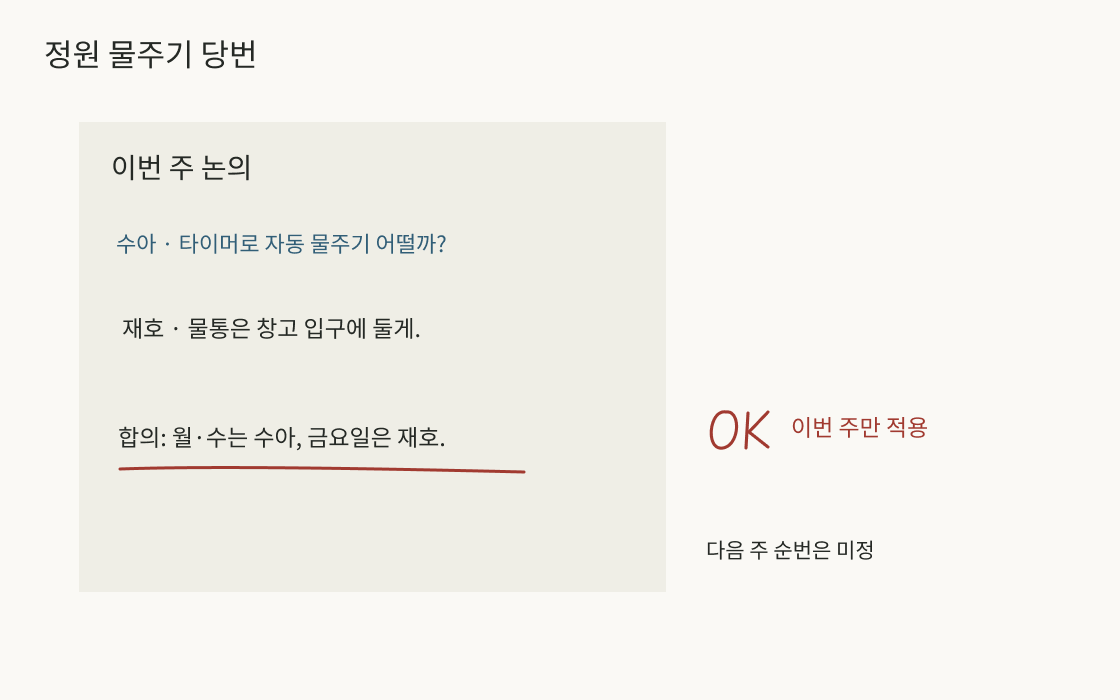 정원 물주기 당번
이번 주 논의
수아 · 타이머로 자동 물주기 어떨까?
재호 · 물통은 창고 입구에 둘게.
합의: 월·수는 수아, 금요일은 재호.
OK 이번 주만 적용
다음 주 순번은 미정